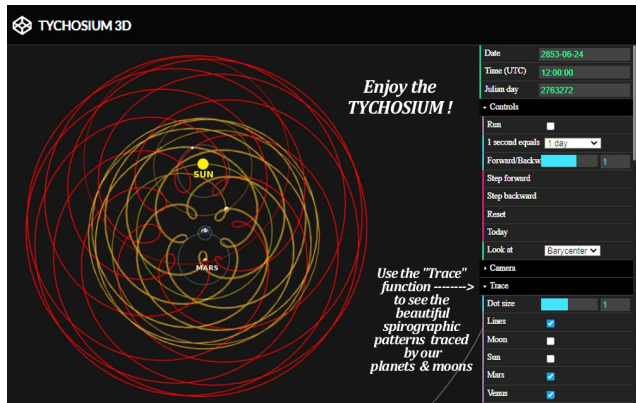 TYCHOSIUM 3D
Enjoy the
TYCHOSIUM !
SUN
MARS
Use the "Trace"
function ------->
to see the
beautiful
spirographic
patterns traced
by our
planets & moons
Date 2853-06-24
Time (UTC) 12:00:00
Julian day 2763272
Controls
Run
1 second equals 1 day
Forward/Backw 1
Step forward
Step backward
Reset
Today
Look at Barycenter
Camera
Trace
Dot size 1
Lines
Moon
Sun
Mars
Venus